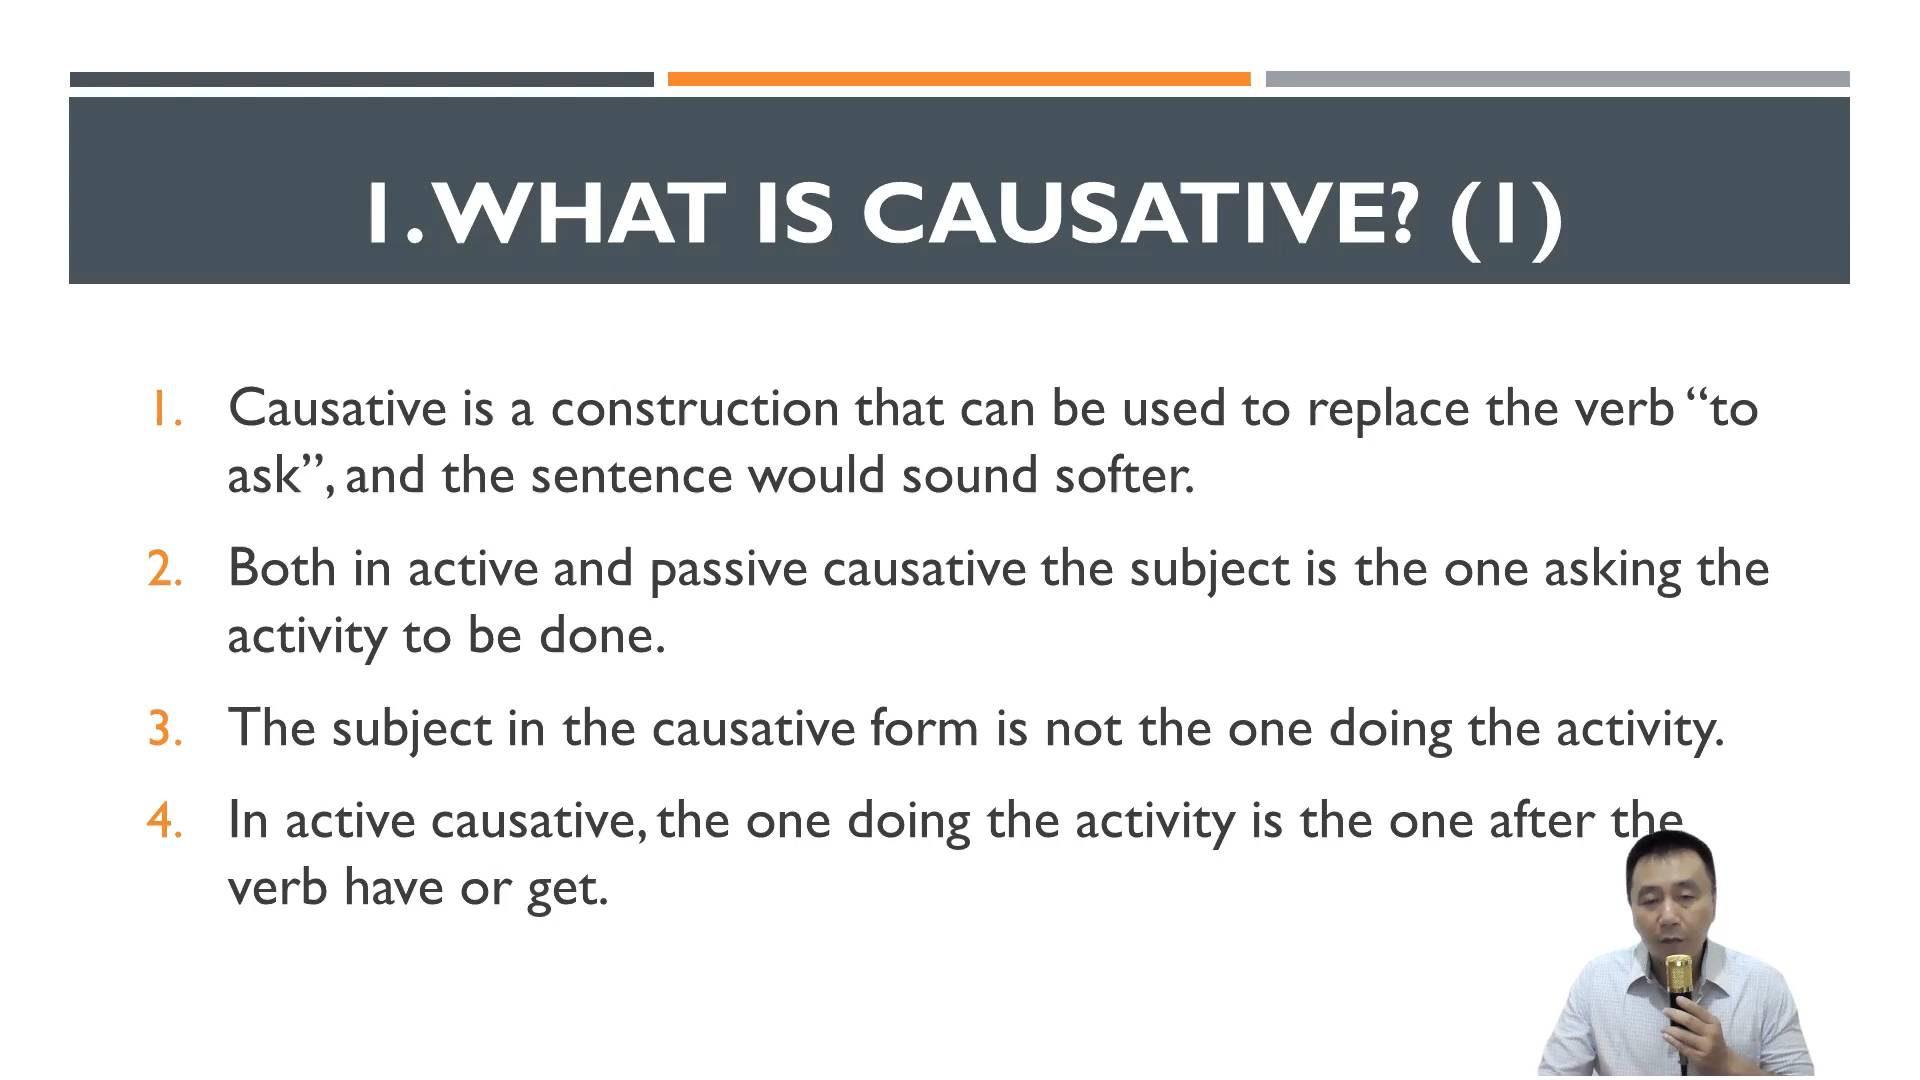 1. WHAT IS CAUSATIVE? (1)
1. Causative is a construction that can be used to replace the verb “to
ask”, and the sentence would sound softer.
2. Both in active and passive causative the subject is the one asking the
activity to be done.
3. The subject in the causative form is not the one doing the activity.
4. In active causative, the one doing the activity is the one after the
verb have or get.